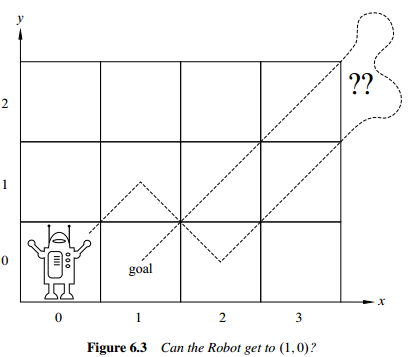 y
??
2
1
0
goal
0 1 2 3
x
Figure 6.3 Can the Robot get to (1, 0)?